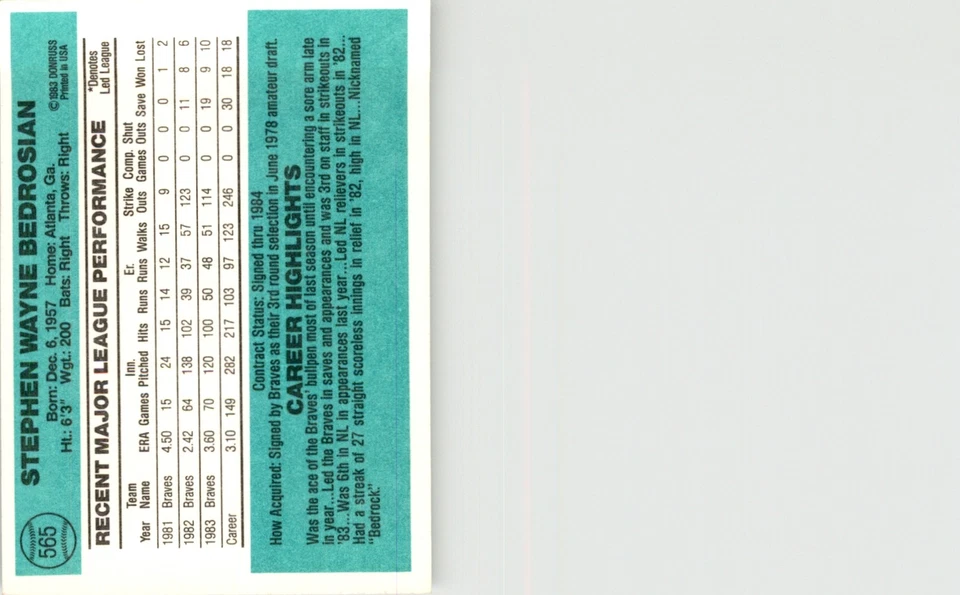 565
STEPHEN WAYNE BEDROSIAN
Born: Dec. 6, 1957 Home: Atlanta, Ga.
Ht.: 6'3" Wgt.: 200 Bats: Right Throws: Right
©1983 DONRUSS
Printed in USA
RECENT MAJOR LEAGUE PERFORMANCE
*Denotes
Led League
Team Inn. Er. Strike Comp. Shut
Year Name ERA Games Pitched Hits Runs Runs Walks Outs Games Outs Save Won Lost
1981 Braves 4.50 15 24 15 14 12 15 9 0 0 0 1 2
1982 Braves 2.42 64 138 102 39 37 57 123 0 0 11 8 6
1983 Braves 3.60 70 120 100 50 48 51 114 0 0 19 9 10
Career 3.10 149 282 217 103 97 123 246 0 0 30 18 18
Contract Status: Signed thru 1984
How Acquired: Signed by Braves as their 3rd round selection in June 1978 amateur draft.
CAREER HIGHLIGHTS
Was the ace of the Braves' bullpen most of last season until encountering a sore arm late
in year...Led the Braves in saves and appearances and was 3rd on staff in strikeouts in
'83...Was 6th in NL in appearances last year...Led NL relievers in strikeouts in '82...
Had a streak of 27 straight scoreless innings in relief in '82, high in NL...Nicknamed
"Bedrock."